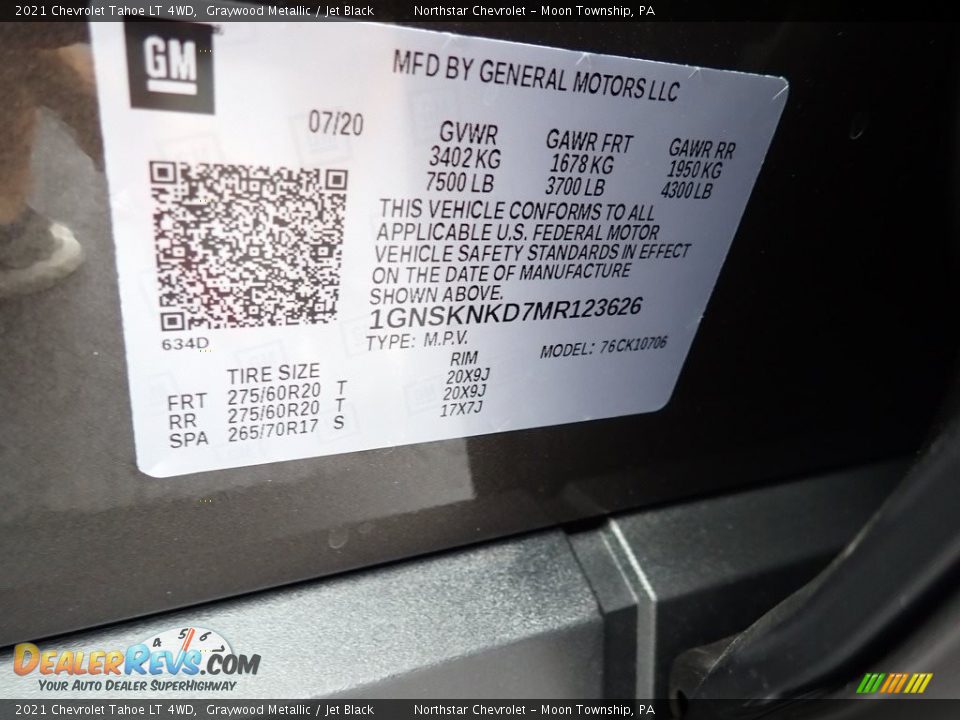 2021 Chevrolet Tahoe LT 4WD, Graywood Metallic / Jet Black Northstar Chevrolet - Moon Township, PA
GM
MFD BY GENERAL MOTORS LLC
07/20
GVWR GAWR FRT GAWR RR
3402 KG 1678 KG 1950 KG
7500 LB 3700 LB 4300 LB
THIS VEHICLE CONFORMS TO ALL
APPLICABLE U.S. FEDERAL MOTOR
VEHICLE SAFETY STANDARDS IN EFFECT
ON THE DATE OF MANUFACTURE
SHOWN ABOVE.
1GNSKNKD7MR123626
634D
TYPE: M.P.V. MODEL: 76CK10706
TIRE SIZE RIM
FRT 275/60R20 T 20X9J
RR 275/60R20 T 20X9J
SPA 265/70R17 S 17X7J
4 5 6
DealerRevs.com
Your Auto Dealer SuperHighway
2021 Chevrolet Tahoe LT 4WD, Graywood Metallic / Jet Black Northstar Chevrolet - Moon Township, PA